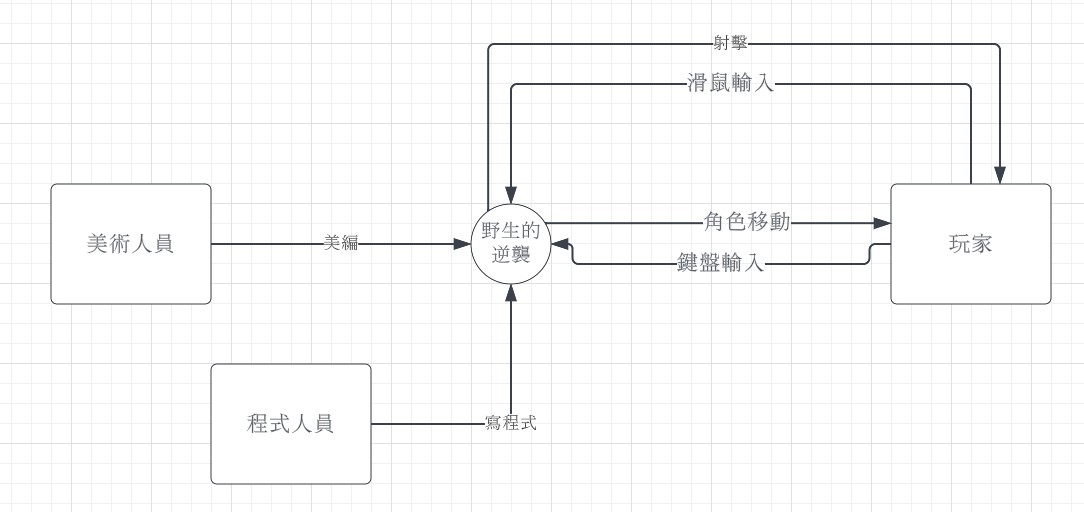 射擊
滑鼠輸入
美術人員
美編
野生的
逆襲
角色移動
鍵盤輸入
玩家
程式人員
寫程式